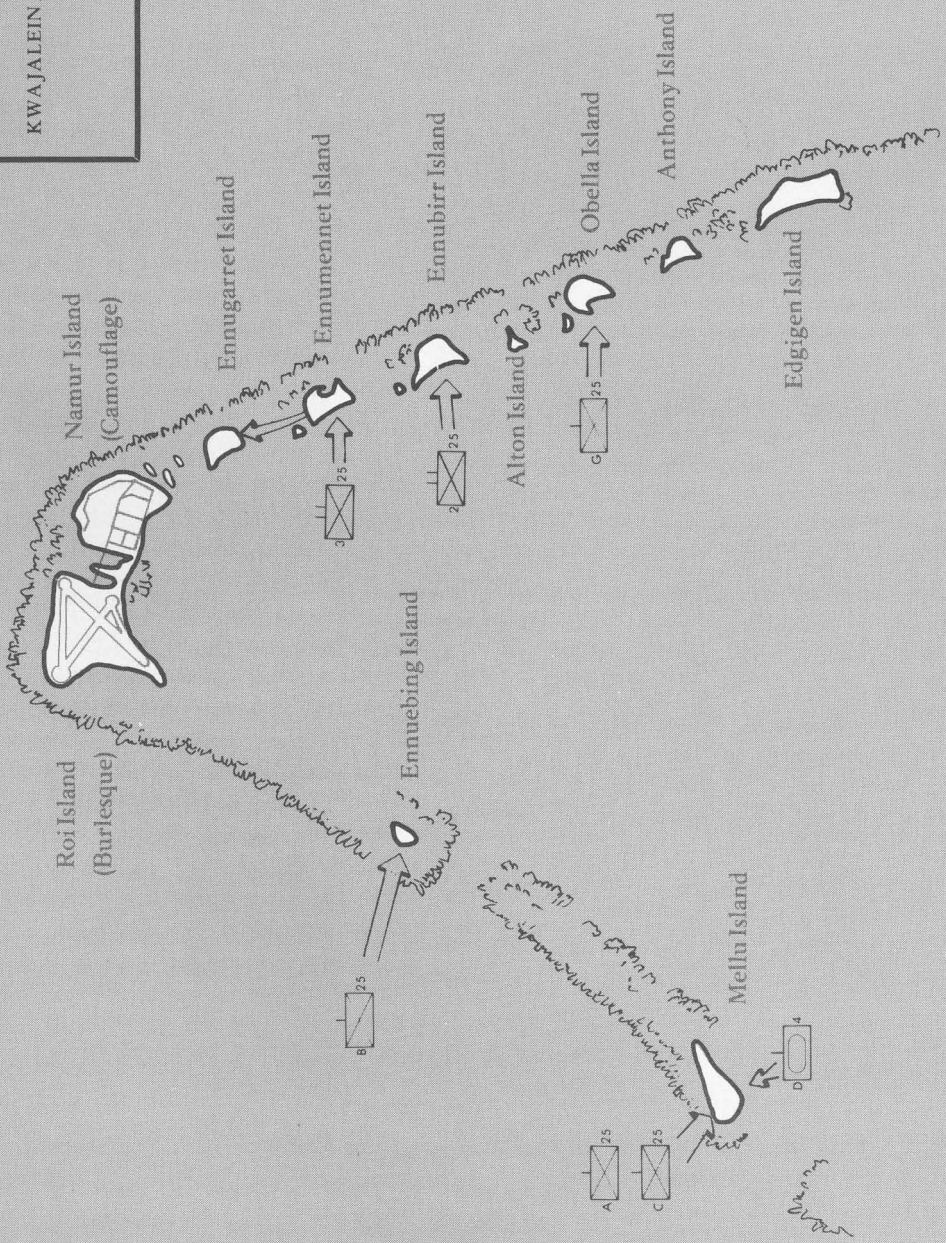 KWAJALEIN
Namur Island
(Camouflage)
Roi Island
(Burlesque)
Ennugarret Island
Ennumennet Island
3 25
Ennubirr Island
2 25
Alton Island
Obella Island
G 25
Anthony Island
Edgigen Island
Ennuebing Island
B 25
Mellu Island
A 25
C 25
D 4